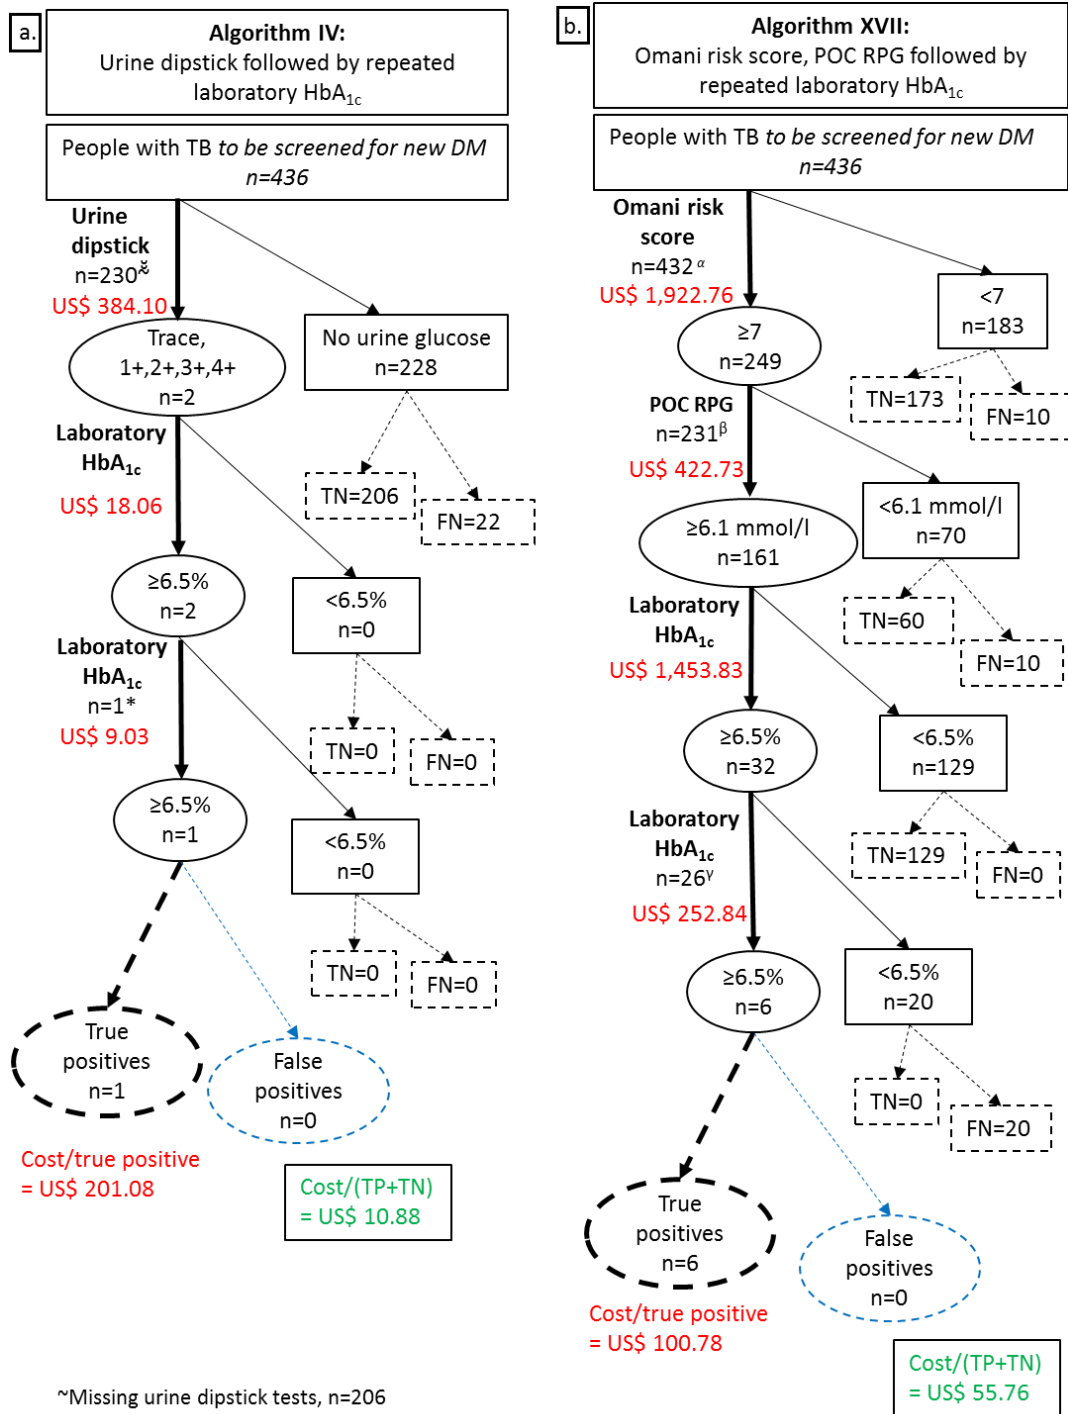 a.
Algorithm IV:
Urine dipstick followed by repeated
laboratory HbA1c
People with TB to be screened for new DM
n=436
Urine
dipstick
n=230
US$ 384.10
Trace,
1+,2+,3+,4+
n=2
No urine glucose
n=228
TN=206
FN=22
Laboratory
HbA1c
US$ 18.06
≥6.5%
n=2
<6.5%
n=0
TN=0
FN=0
Laboratory
HbA1c
n=1*
US$ 9.03
≥6.5%
n=1
<6.5%
n=0
TN=0
FN=0
True
positives
n=1
False
positives
n=0
Cost/true positive
= US$ 201.08
Cost/(TP+TN)
= US$ 10.88
~Missing urine dipstick tests, n=206
b.
Algorithm XVII:
Omani risk score, POC RPG followed by
repeated laboratory HbA1c
People with TB to be screened for new DM
n=436
Omani risk
score
n=432 α
US$ 1,922.76
≥7
n=249
<7
n=183
TN=173
FN=10
POC RPG
n=231β
US$ 422.73
≥6.1 mmol/l
n=161
<6.1 mmol/l
n=70
TN=60
FN=10
Laboratory
HbA1c
US$ 1,453.83
≥6.5%
n=32
<6.5%
n=129
TN=129
FN=0
Laboratory
HbA1c
n=26γ
US$ 252.84
≥6.5%
n=6
<6.5%
n=20
TN=0
FN=20
True
positives
n=6
False
positives
n=0
Cost/true positive
= US$ 100.78
Cost/(TP+TN)
= US$ 55.76